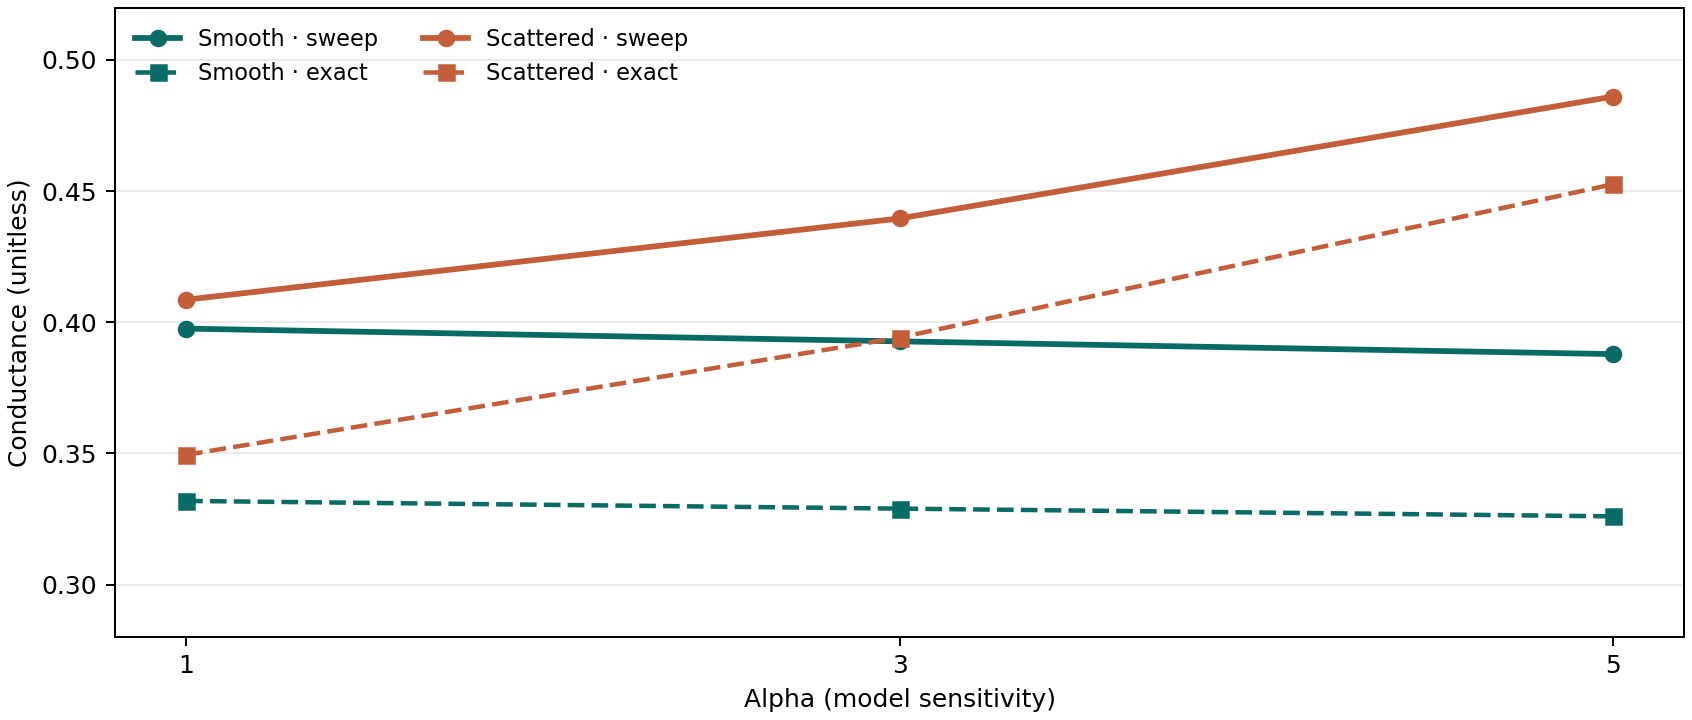 Smooth · sweep
Smooth · exact
Scattered · sweep
Scattered · exact
Conductance (unitless)
0.50
0.45
0.40
0.35
0.30
1 3 5
Alpha (model sensitivity)